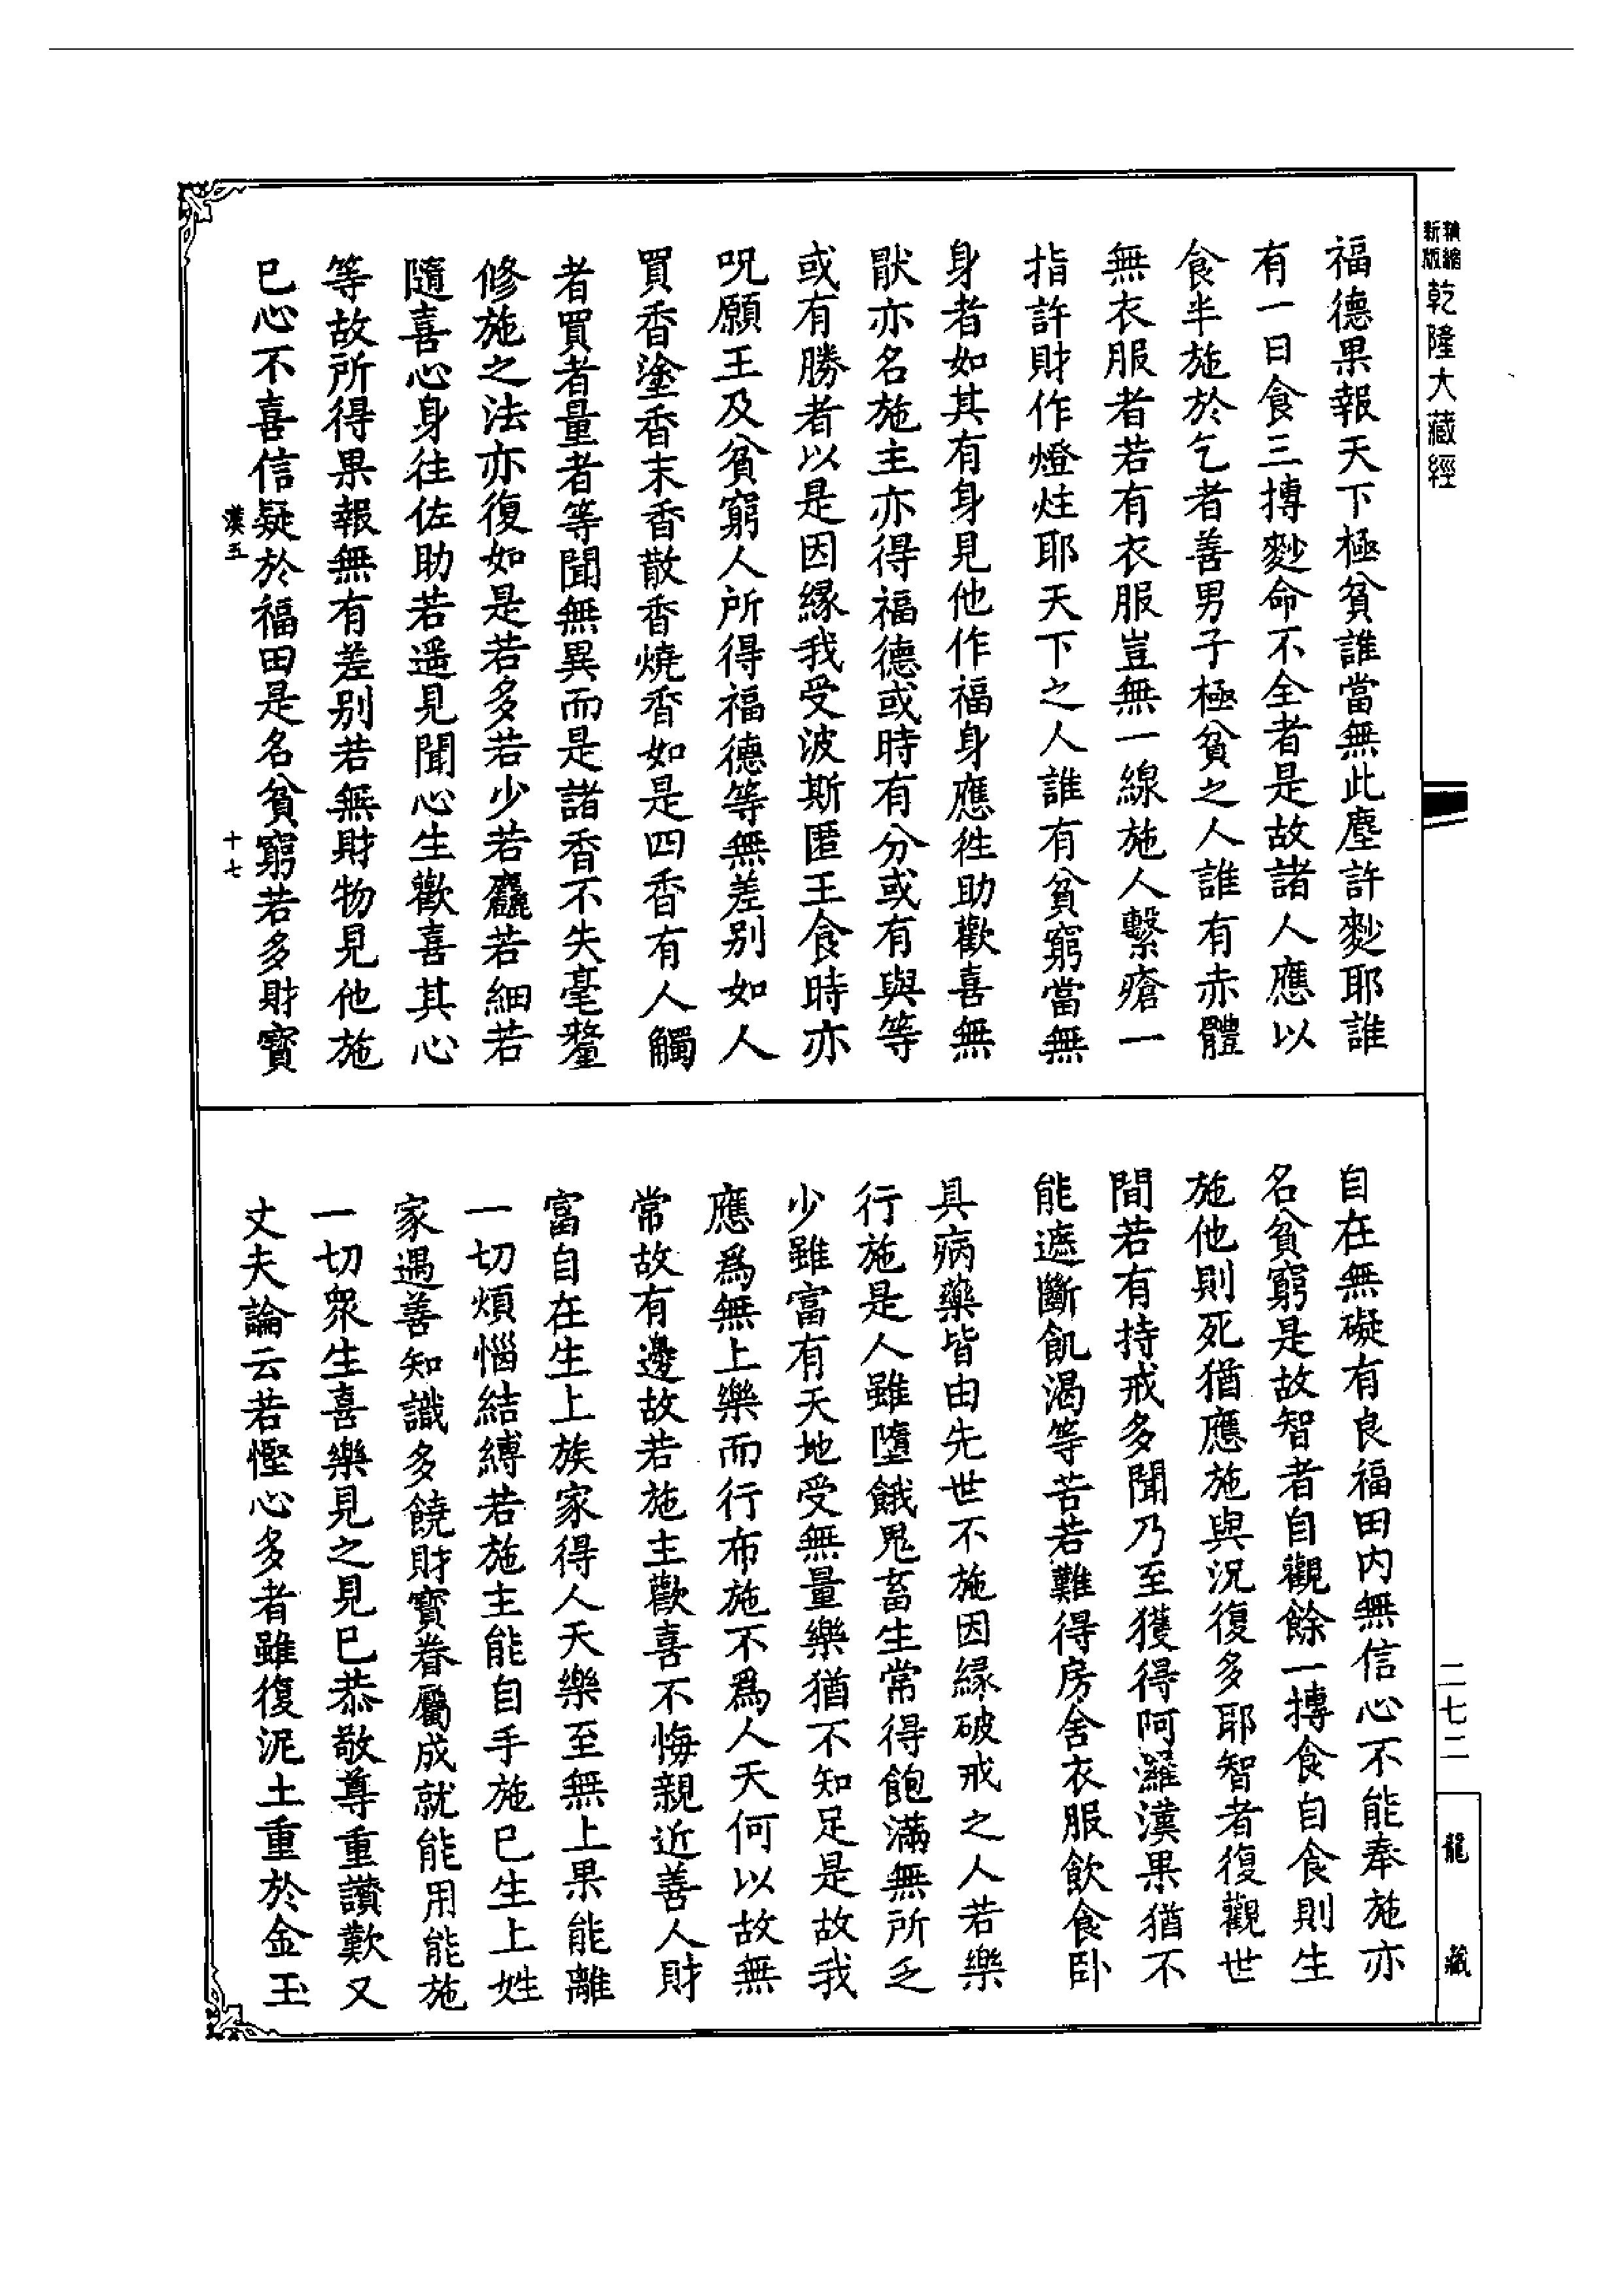 新版精縮
乾隆大藏經
福德果報天下極貧誰當無此塵許麨耶誰
有一日食三摶麨命不全者是故諸人應以
食半施於乞者善男子極貧之人誰有赤體
無衣服者若有衣服豈無一線施人繫瘡一
指許財作燈炷耶天下之人誰有貧窮當無
身者如其有身見他作福身應徃助歡喜無
猒亦名施主亦得福德或時有分或有與等
或有勝者以是因緣我受波斯匿王食時亦
呪願王及貧窮人所得福德等無差别如人
買香塗香末香散香燒香如是四香有人觸
者買者量者等聞無異而是諸香不失毫釐
修施之法亦復如是若多若少若麤若細若
隨喜心身往佐助若遥見聞心生歡喜其心
等故所得果報無有差别若無財物見他施
已心不喜信疑於福田是名貧窮若多財寳
漢五
十七
自在無礙有良福田内無信心不能奉施亦
名貧窮是故智者自觀餘一摶食自食則生
施他則死猶應施與況復多耶智者復觀世
間若有持戒多聞乃至獲得阿羅漢果猶不
能遮斷飢渴等苦若難得房舍衣服飲食卧
具病藥皆由先世不施因緣破戒之人若樂
行施是人雖墮餓鬼畜生常得飽滿無所乏
少雖富有天地受無量樂猶不知足是故我
應爲無上樂而行布施不爲人天何以故無
常故有邊故若施主歡喜不悔親近善人財
富自在生上族家得人天樂至無上果能離
一切煩惱結縛若施主能自手施已生上姓
家遇善知識多饒財寳眷屬成就能用能施
一切衆生喜樂見之見已恭敬尊重讚歎又
丈夫論云若慳心多者雖復泥土重於金玉
二七二
龍藏